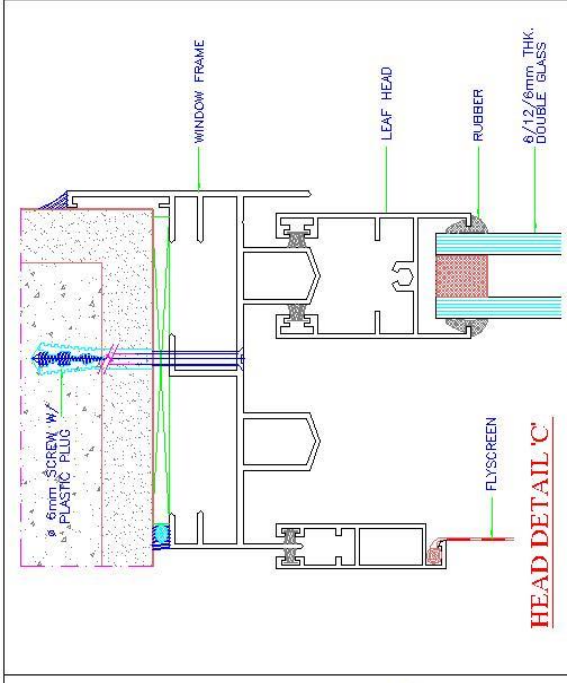 WINDOW FRAME
LEAF HEAD
RUBBER
6/12/6mm THK.
DOUBLE GLASS
ø 6mm SCREW W/
PLASTIC PLUG
FLYSCREEN
HEAD DETAIL 'C'